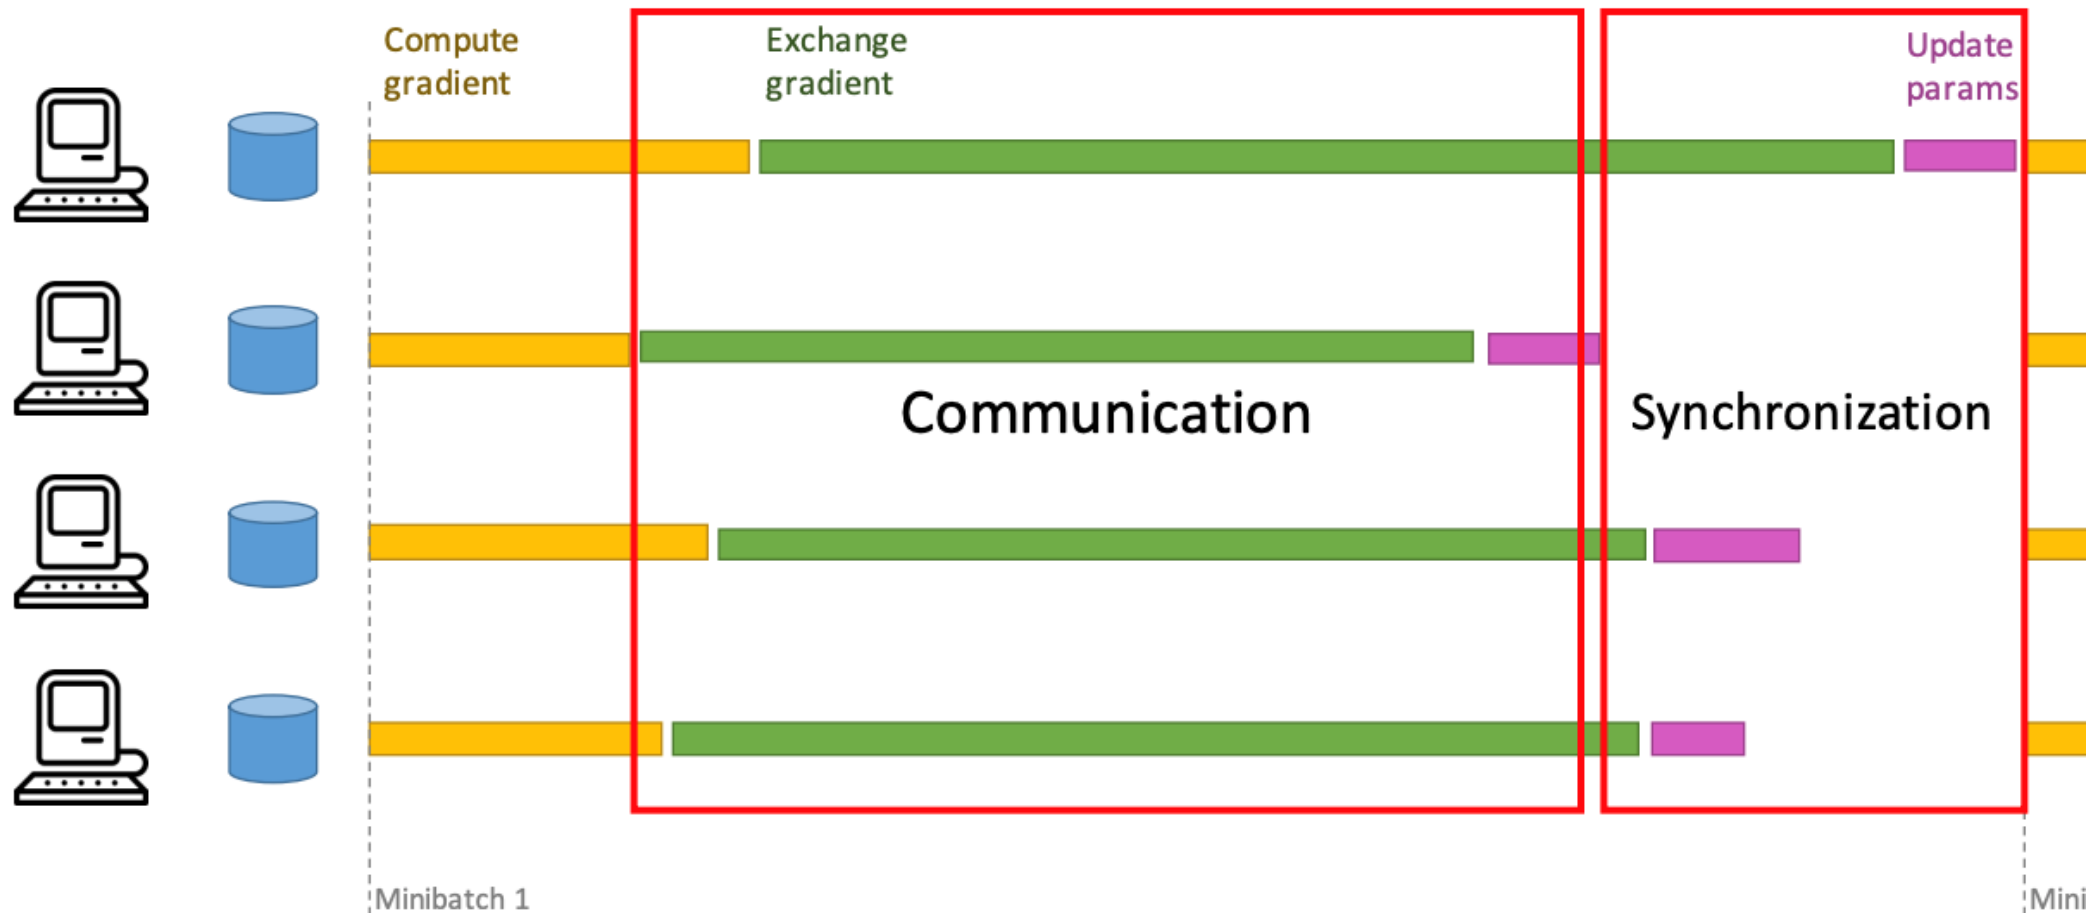 Compute
gradient
Exchange
gradient
Update
params
Communication
Synchronization
Minibatch 1
Mini